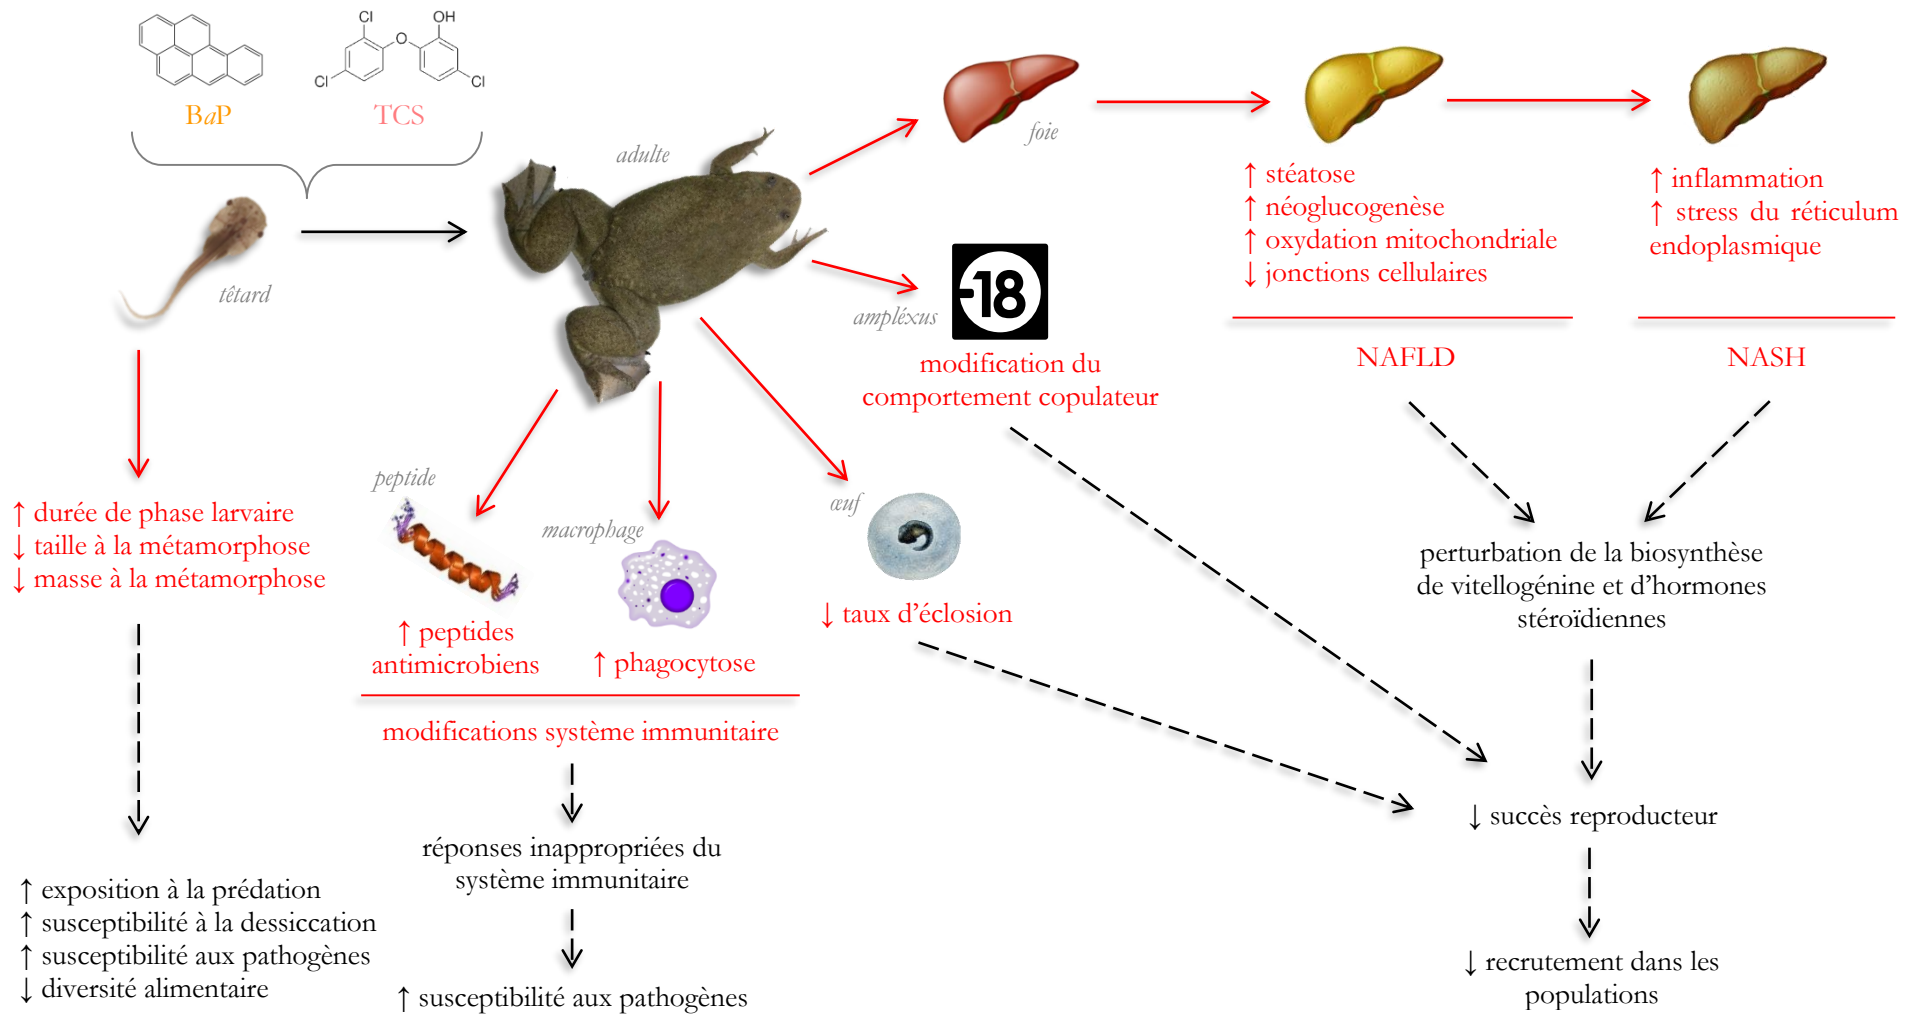 Cl
O
OH
Cl
Cl
BaP
TCS
têtard
adulte
foie
ampléxus
-18
modification du
comportement copulateur
↑ stéatose
↑ néoglucogenèse
↑ oxydation mitochondriale
↓ jonctions cellulaires
NAFLD
↑ inflammation
↑ stress du réticulum
endoplasmique
NASH
↑ durée de phase larvaire
↓ taille à la métamorphose
↓ masse à la métamorphose
peptide
↑ peptides
antimicrobiens
macrophage
↑ phagocytose
œuf
↓ taux d’éclosion
modifications système immunitaire
perturbation de la biosynthèse
de vitellogénine et d’hormones
stéroïdiennes
réponses inappropriées du
système immunitaire
↓ succès reproducteur
↑ exposition à la prédation
↑ susceptibilité à la dessiccation
↑ susceptibilité aux pathogènes
↓ diversité alimentaire
↑ susceptibilité aux pathogènes
↓ recrutement dans les
populations